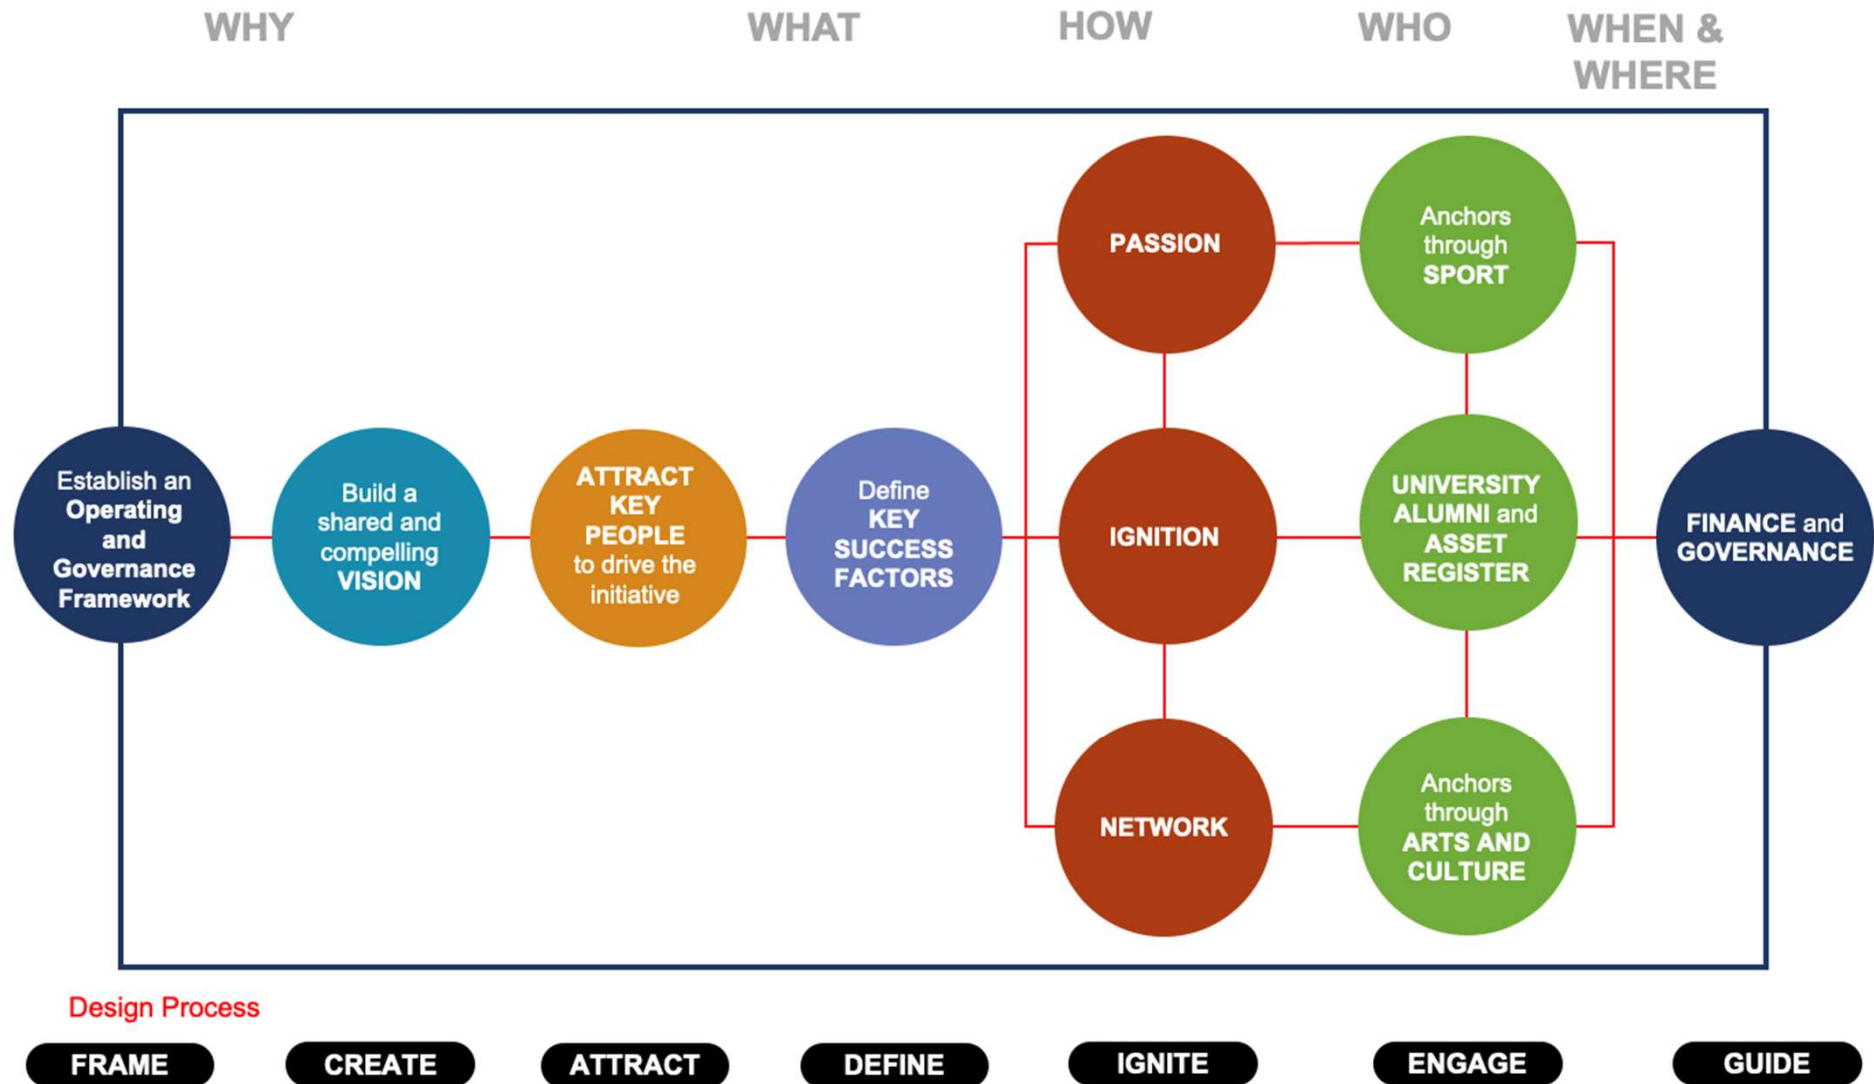 WHY
WHAT
HOW
WHO
WHEN &
WHERE
PASSION
Anchors
through
SPORT
Establish an
Operating
and
Governance
Framework
Build a
shared and
compelling
VISION
ATTRACT
KEY
PEOPLE
to drive the
initiative
Define
KEY
SUCCESS
FACTORS
IGNITION
UNIVERSITY
ALUMNI and
ASSET
REGISTER
FINANCE and
GOVERNANCE
NETWORK
Anchors
through
ARTS AND
CULTURE
Design Process
FRAME
CREATE
ATTRACT
DEFINE
IGNITE
ENGAGE
GUIDE